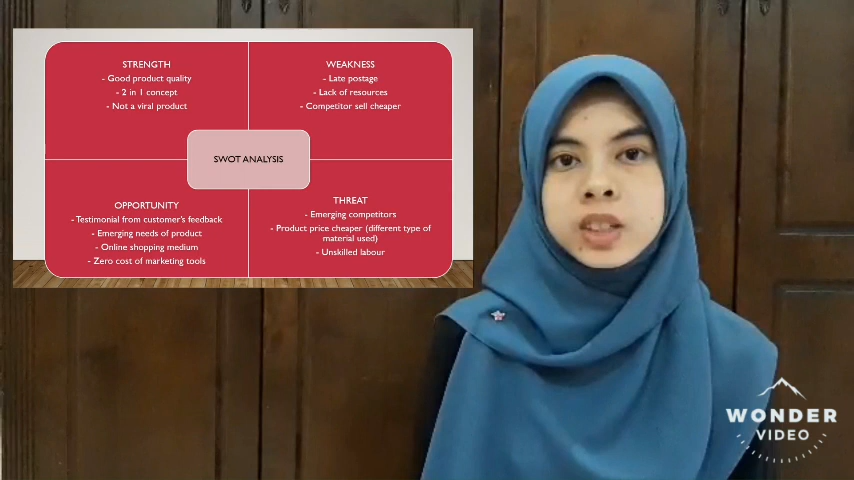 STRENGTH
- Good product quality
- 2 in 1 concept
- Not a viral product
WEAKNESS
- Late postage
- Lack of resources
- Competitor sell cheaper
SWOT ANALYSIS
OPPORTUNITY
- Testimonial from customer's feedback
- Emerging needs of product
- Online shopping medium
- Zero cost of marketing tools
THREAT
- Emerging competitors
- Product price cheaper (different type of
material used)
- Unskilled labour
WONDER
VIDEO